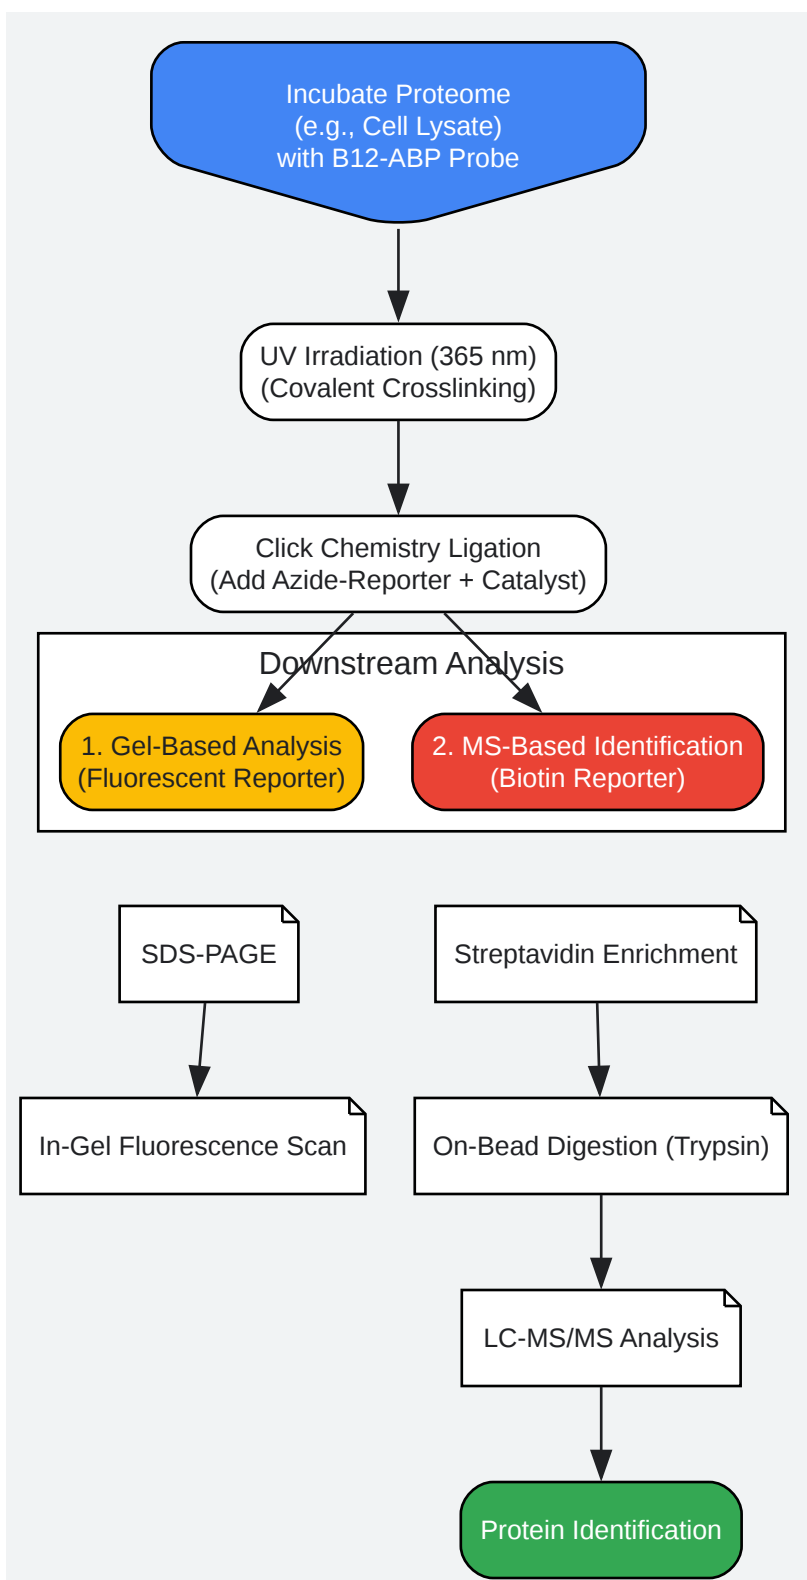 Incubate Proteome
(e.g., Cell Lysate)
with B12-ABP Probe
UV Irradiation (365 nm)
(Covalent Crosslinking)
Click Chemistry Ligation
(Add Azide-Reporter + Catalyst)
Downstream Analysis
1. Gel-Based Analysis
(Fluorescent Reporter)
2. MS-Based Identification
(Biotin Reporter)
SDS-PAGE
Streptavidin Enrichment
In-Gel Fluorescence Scan
On-Bead Digestion (Trypsin)
LC-MS/MS Analysis
Protein Identification